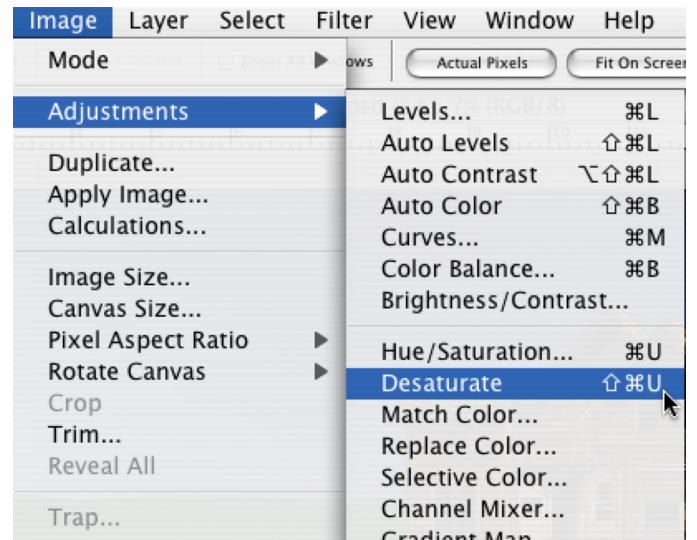 Image Layer Select Filter View Window Help
Mode ▶
Actual Pixels
Fit On Screen
Adjustments ▶
Duplicate...
Apply Image...
Calculations...
Image Size...
Canvas Size...
Pixel Aspect Ratio ▶
Rotate Canvas ▶
Crop
Trim...
Reveal All
Trap...
Levels... ⌘L
Auto Levels ⇧⌘L
Auto Contrast ⌥⇧⌘L
Auto Color ⇧⌘B
Curves... ⌘M
Color Balance... ⌘B
Brightness/Contrast...
Hue/Saturation... ⌘U
Desaturate ⇧⌘U
Match Color...
Replace Color...
Selective Color...
Channel Mixer...
Gradient Map